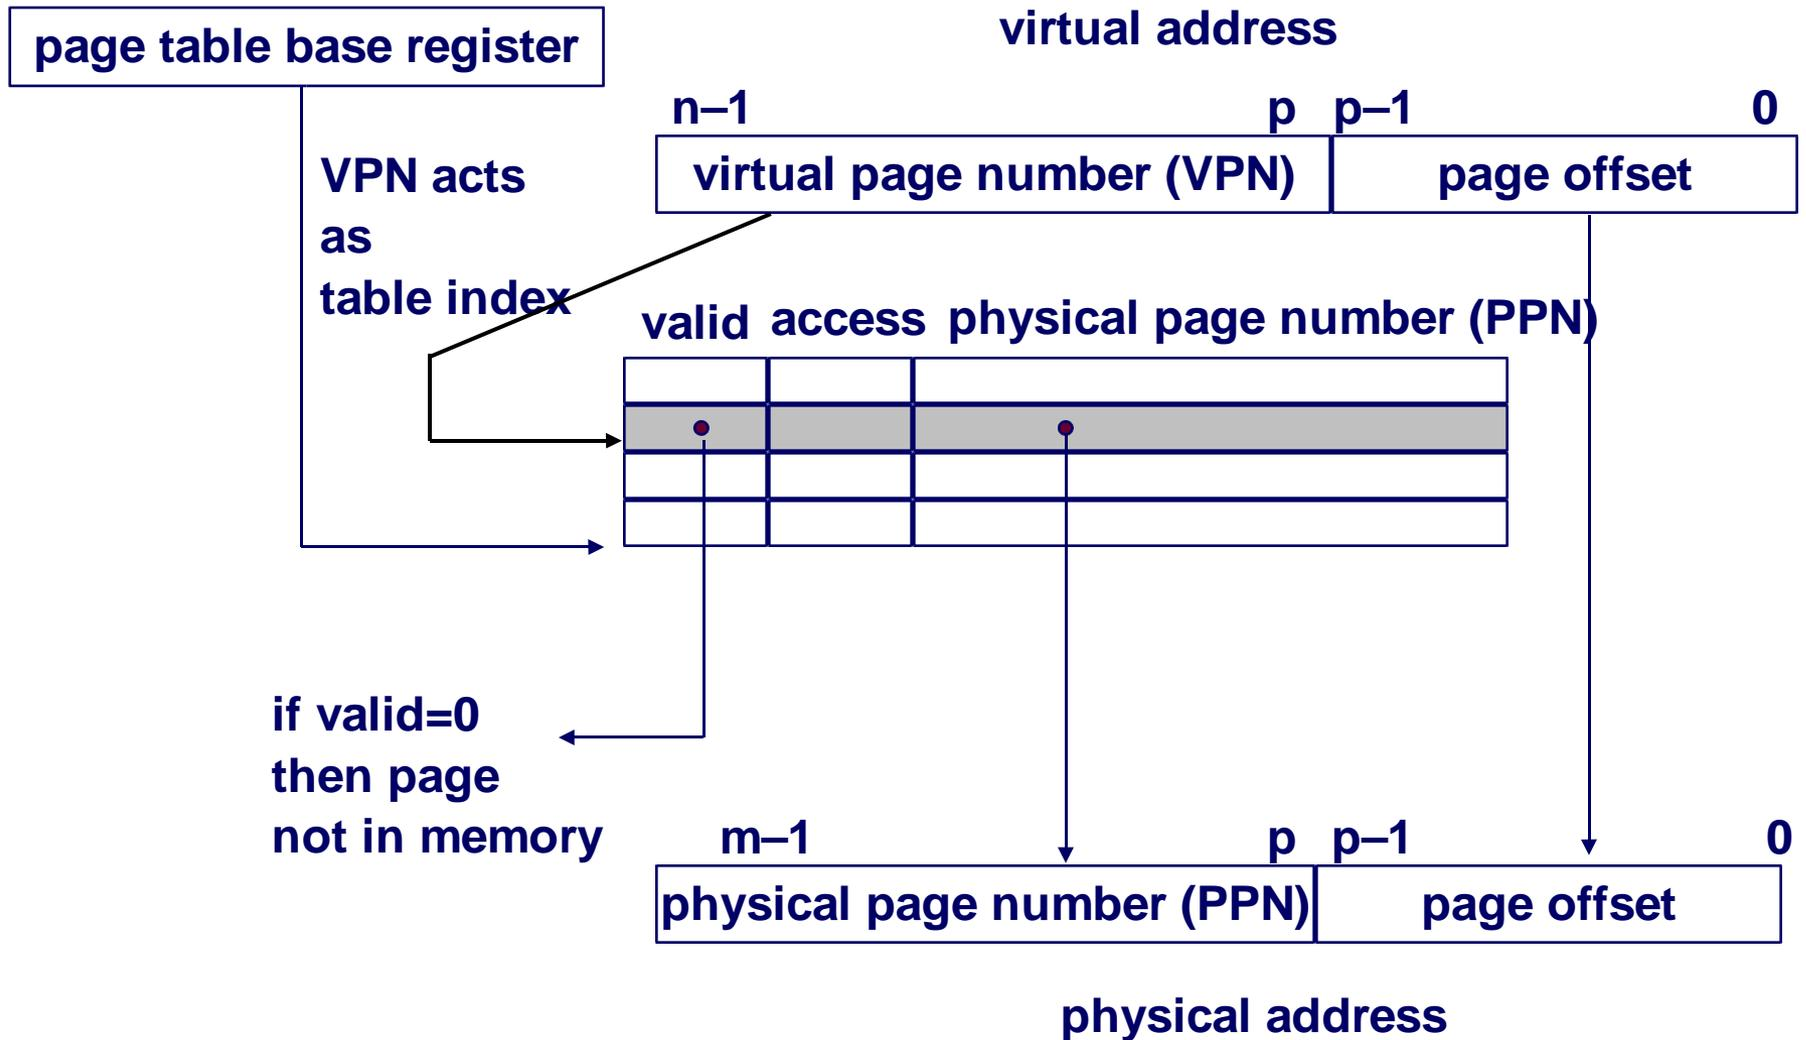 page table base register
virtual address
n–1 p p–1 0
virtual page number (VPN) page offset
VPN acts
as
table index
valid access physical page number (PPN)
if valid=0
then page
not in memory
m–1 p p–1 0
physical page number (PPN) page offset
physical address